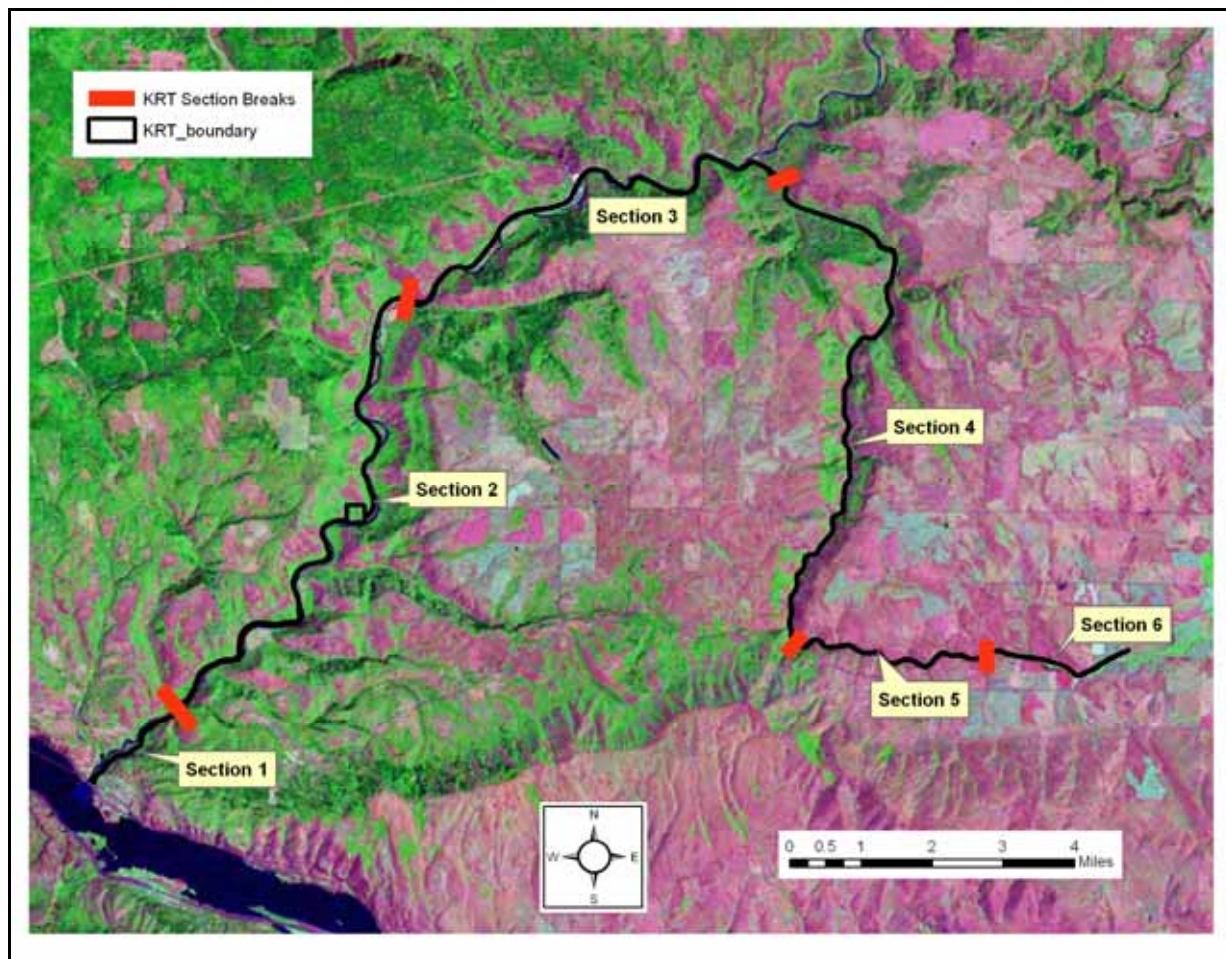 KRT Section Breaks
KRT_boundary
Section 3
Section 4
Section 2
Section 6
Section 5
Section 1
N
W E
S
0 0.5 1 2 3 4
Miles